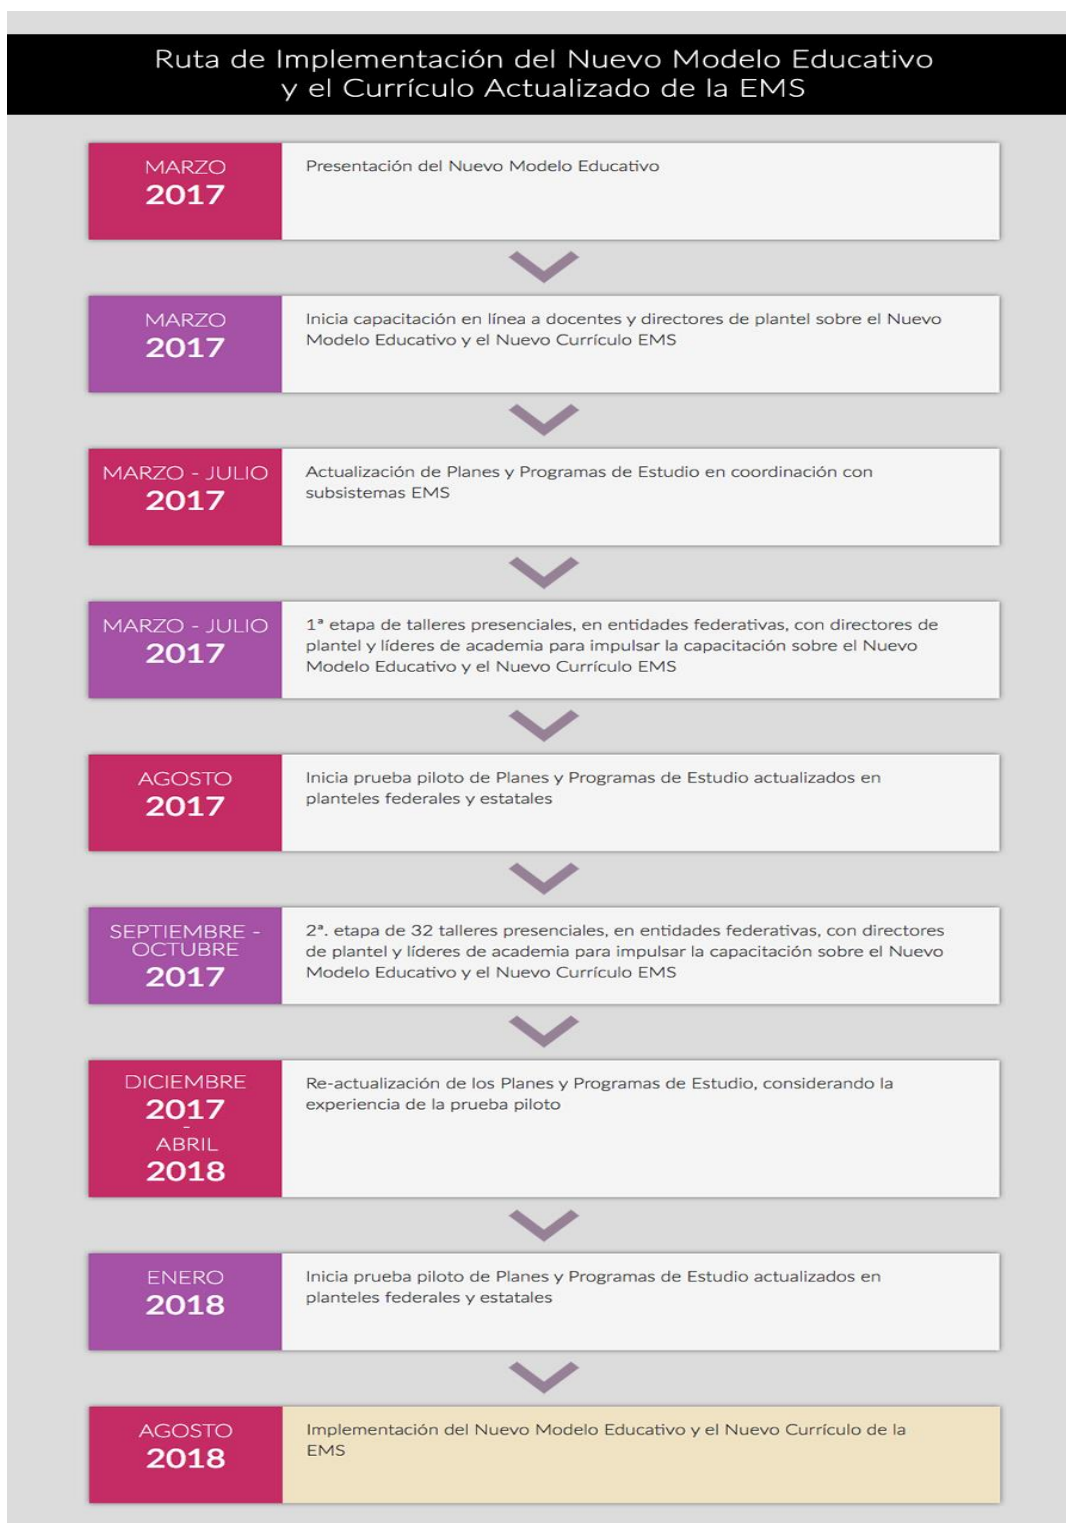 Ruta de Implementación del Nuevo Modelo Educativo
y el Currículo Actualizado de la EMS
MARZO
2017
Presentación del Nuevo Modelo Educativo
MARZO
2017
Inicia capacitación en línea a docentes y directores de plantel sobre el Nuevo
Modelo Educativo y el Nuevo Currículo EMS
MARZO - JULIO
2017
Actualización de Planes y Programas de Estudio en coordinación con
subsistemas EMS
MARZO - JULIO
2017
1ª etapa de talleres presenciales, en entidades federativas, con directores de
plantel y líderes de academia para impulsar la capacitación sobre el Nuevo
Modelo Educativo y el Nuevo Currículo EMS
AGOSTO
2017
Inicia prueba piloto de Planes y Programas de Estudio actualizados en
planteles federales y estatales
SEPTIEMBRE -
OCTUBRE
2017
2ª. etapa de 32 talleres presenciales, en entidades federativas, con directores
de plantel y líderes de academia para impulsar la capacitación sobre el Nuevo
Modelo Educativo y el Nuevo Currículo EMS
DICIEMBRE
2017
-
ABRIL
2018
Re-actualización de los Planes y Programas de Estudio, considerando la
experiencia de la prueba piloto
ENERO
2018
Inicia prueba piloto de Planes y Programas de Estudio actualizados en
planteles federales y estatales
AGOSTO
2018
Implementación del Nuevo Modelo Educativo y el Nuevo Currículo de la
EMS